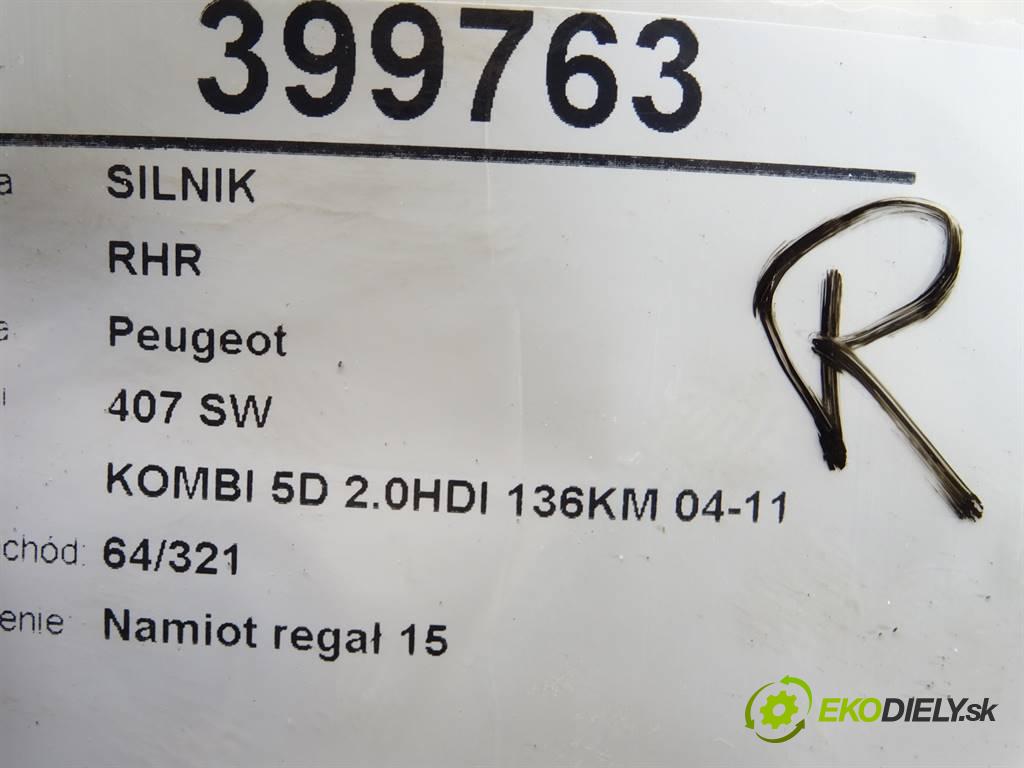 399763
a SILNIK
RHR
a Peugeot
i 407 SW
KOMBI 5D 2.0HDI 136KM 04-11
chód: 64/321
enie: Namiot regał 15
R
EKODIELY.sk